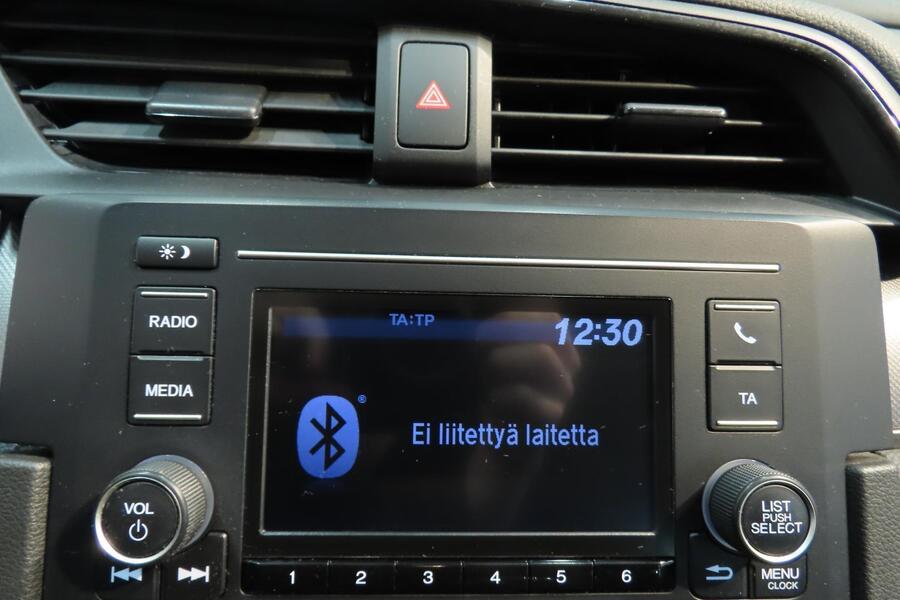 RADIO
MEDIA
TA:TP
12:30
®
Ei liitettyä laitetta
TA
VOL
LIST
PUSH
SELECT
1 2 3 4 5 6
MENU
CLOCK